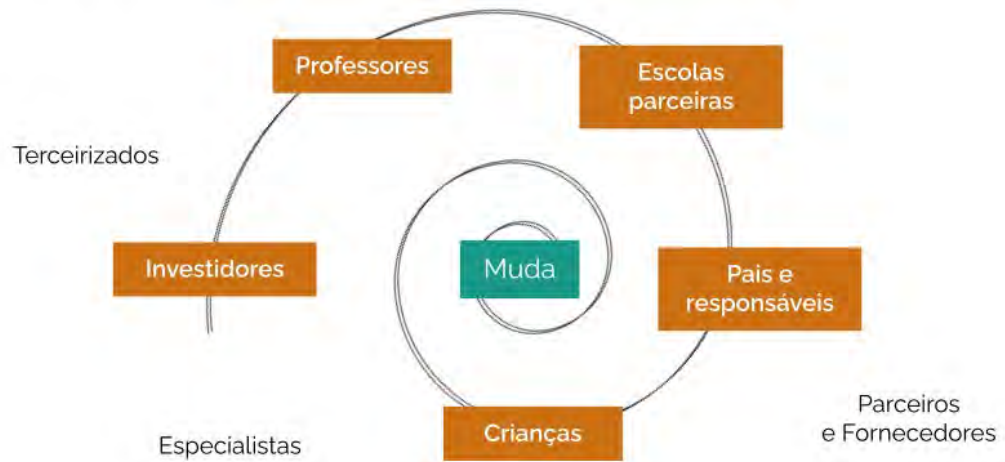 Professores
Escolas
parceiras
Terceirizados
Investidores
Muda
Pais e
responsáveis
Crianças
Parceiros
e Fornecedores
Especialistas